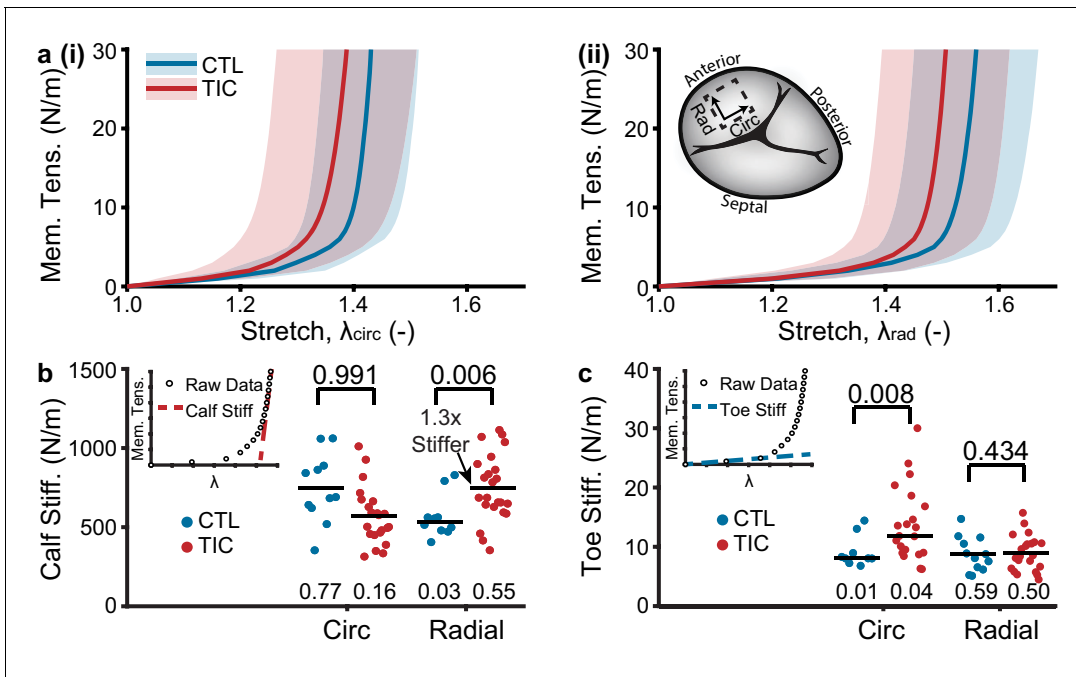 a (i)
30
20
10
0
Mem. Tens. (N/m)
CTL
TIC
1.0
1.2
1.4
1.6
Stretch, λcirc (-)
(ii)
30
20
10
0
Mem. Tens. (N/m)
Anterior
Posterior
Septal
Rad
Circ
1.0
1.2
1.4
1.6
Stretch, λrad (-)
b
1500
1000
500
0
Calf Stiff. (N/m)
Mem. Tens.
Raw Data
Calf Stiff
λ
CTL
TIC
0.991
0.006
1.3x
Stiffer
0.77
0.16
0.03
0.55
Circ
Radial
c
40
30
20
10
0
Toe Stiff. (N/m)
Mem. Tens.
Raw Data
Toe Stiff
λ
CTL
TIC
0.008
0.434
0.01
0.04
0.59
0.50
Circ
Radial